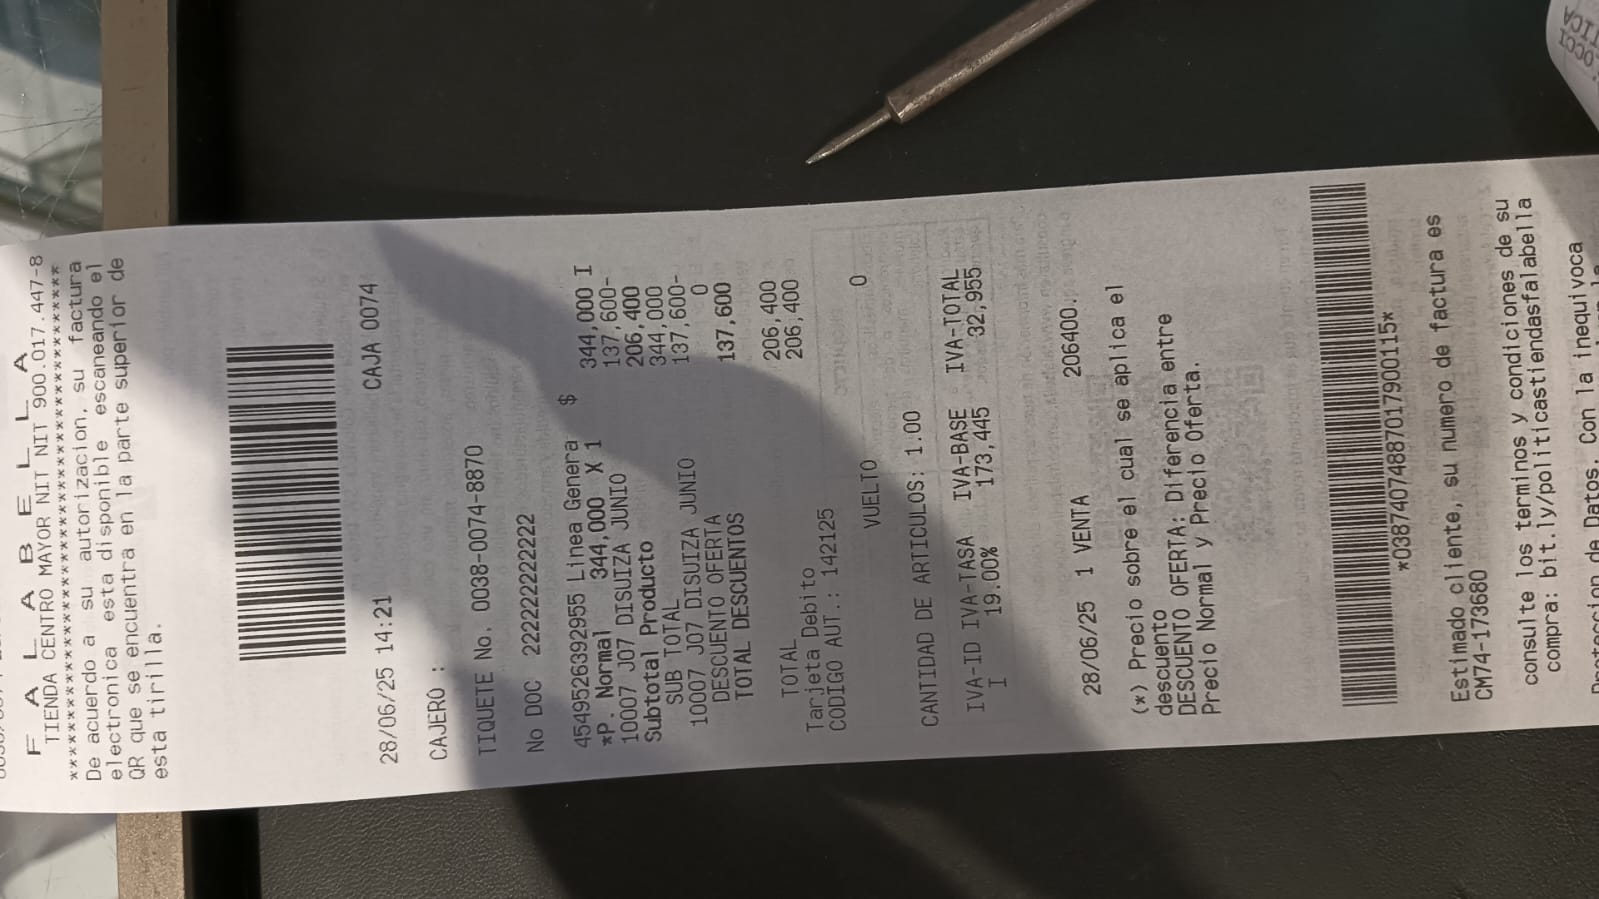 F A L A B E L L A
TIENDA CENTRO MAYOR NIT NIT 900.017.447-8
******************************************
De acuerdo a su autorizacion, su factura
electronica esta disponible escaneando el
QR que se encuentra en la parte superior de
esta tirilla.
28/06/25 14:21 CAJA 0074
CAJERO :
TIQUETE No. 0038-0074-8870
No DOC 222222222222
4549526392955 Linea Genera $ 344,000 I
*P. Normal 344,000 X 1 137,600-
10007 J07 DISUIZA JUNIO 206,400
Subtotal Producto 344,000
SUB TOTAL 137,600-
10007 J07 DISUIZA JUNIO 0
DESCUENTO OFERTA 137,600
TOTAL DESCUENTOS
TOTAL 206,400
Tarjeta Debito 206,400
CODIGO AUT.: 142125
VUELTO 0
CANTIDAD DE ARTICULOS: 1.00
IVA-ID IVA-TASA IVA-BASE IVA-TOTAL
I 19.00% 173,445 32,955
28/06/25 1 VENTA 206400.
(*) Precio sobre el cual se aplica el
descuento
DESCUENTO OFERTA: Diferencia entre
Precio Normal y Precio Oferta.
*038740748870179001 15*
Estimado cliente, su numero de factura es
CM74-173680
consulte los terminos y condiciones de su
compra: bit.ly/politicastiendasfalabella
de Datos. Con la inequivoca